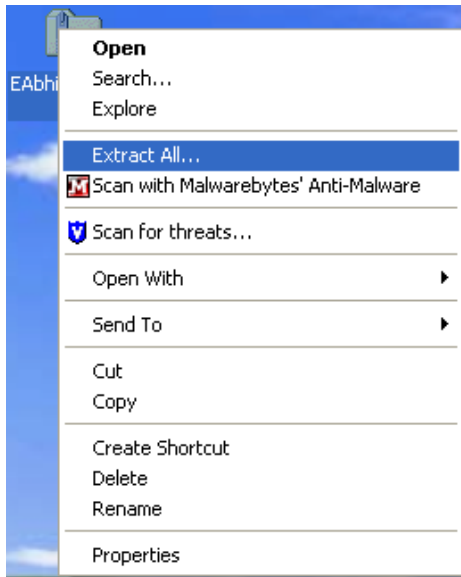 Open
EAbhi
Search...
Explore
Extract All...
Scan with Malwarebytes' Anti-Malware
Scan for threats...
Open With
Send To
Cut
Copy
Create Shortcut
Delete
Rename
Properties